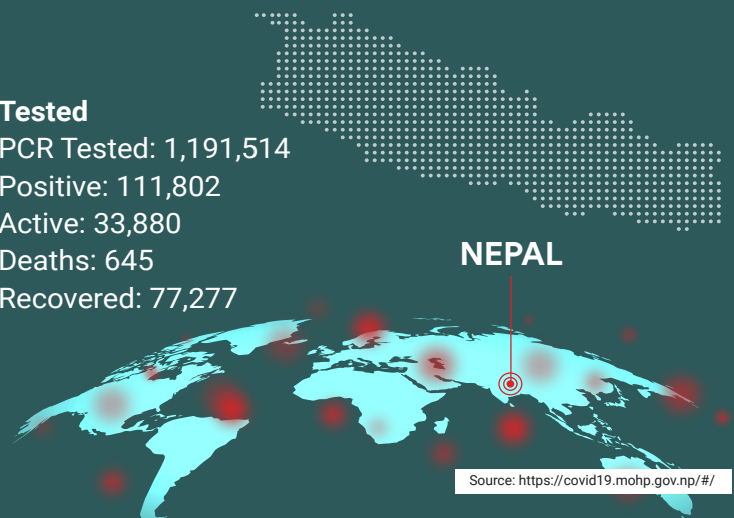 Tested
PCR Tested: 1,191,514
Positive: 111,802
Active: 33,880
Deaths: 645
Recovered: 77,277
NEPAL
Source: https://covid19.mohp.gov.np/#/